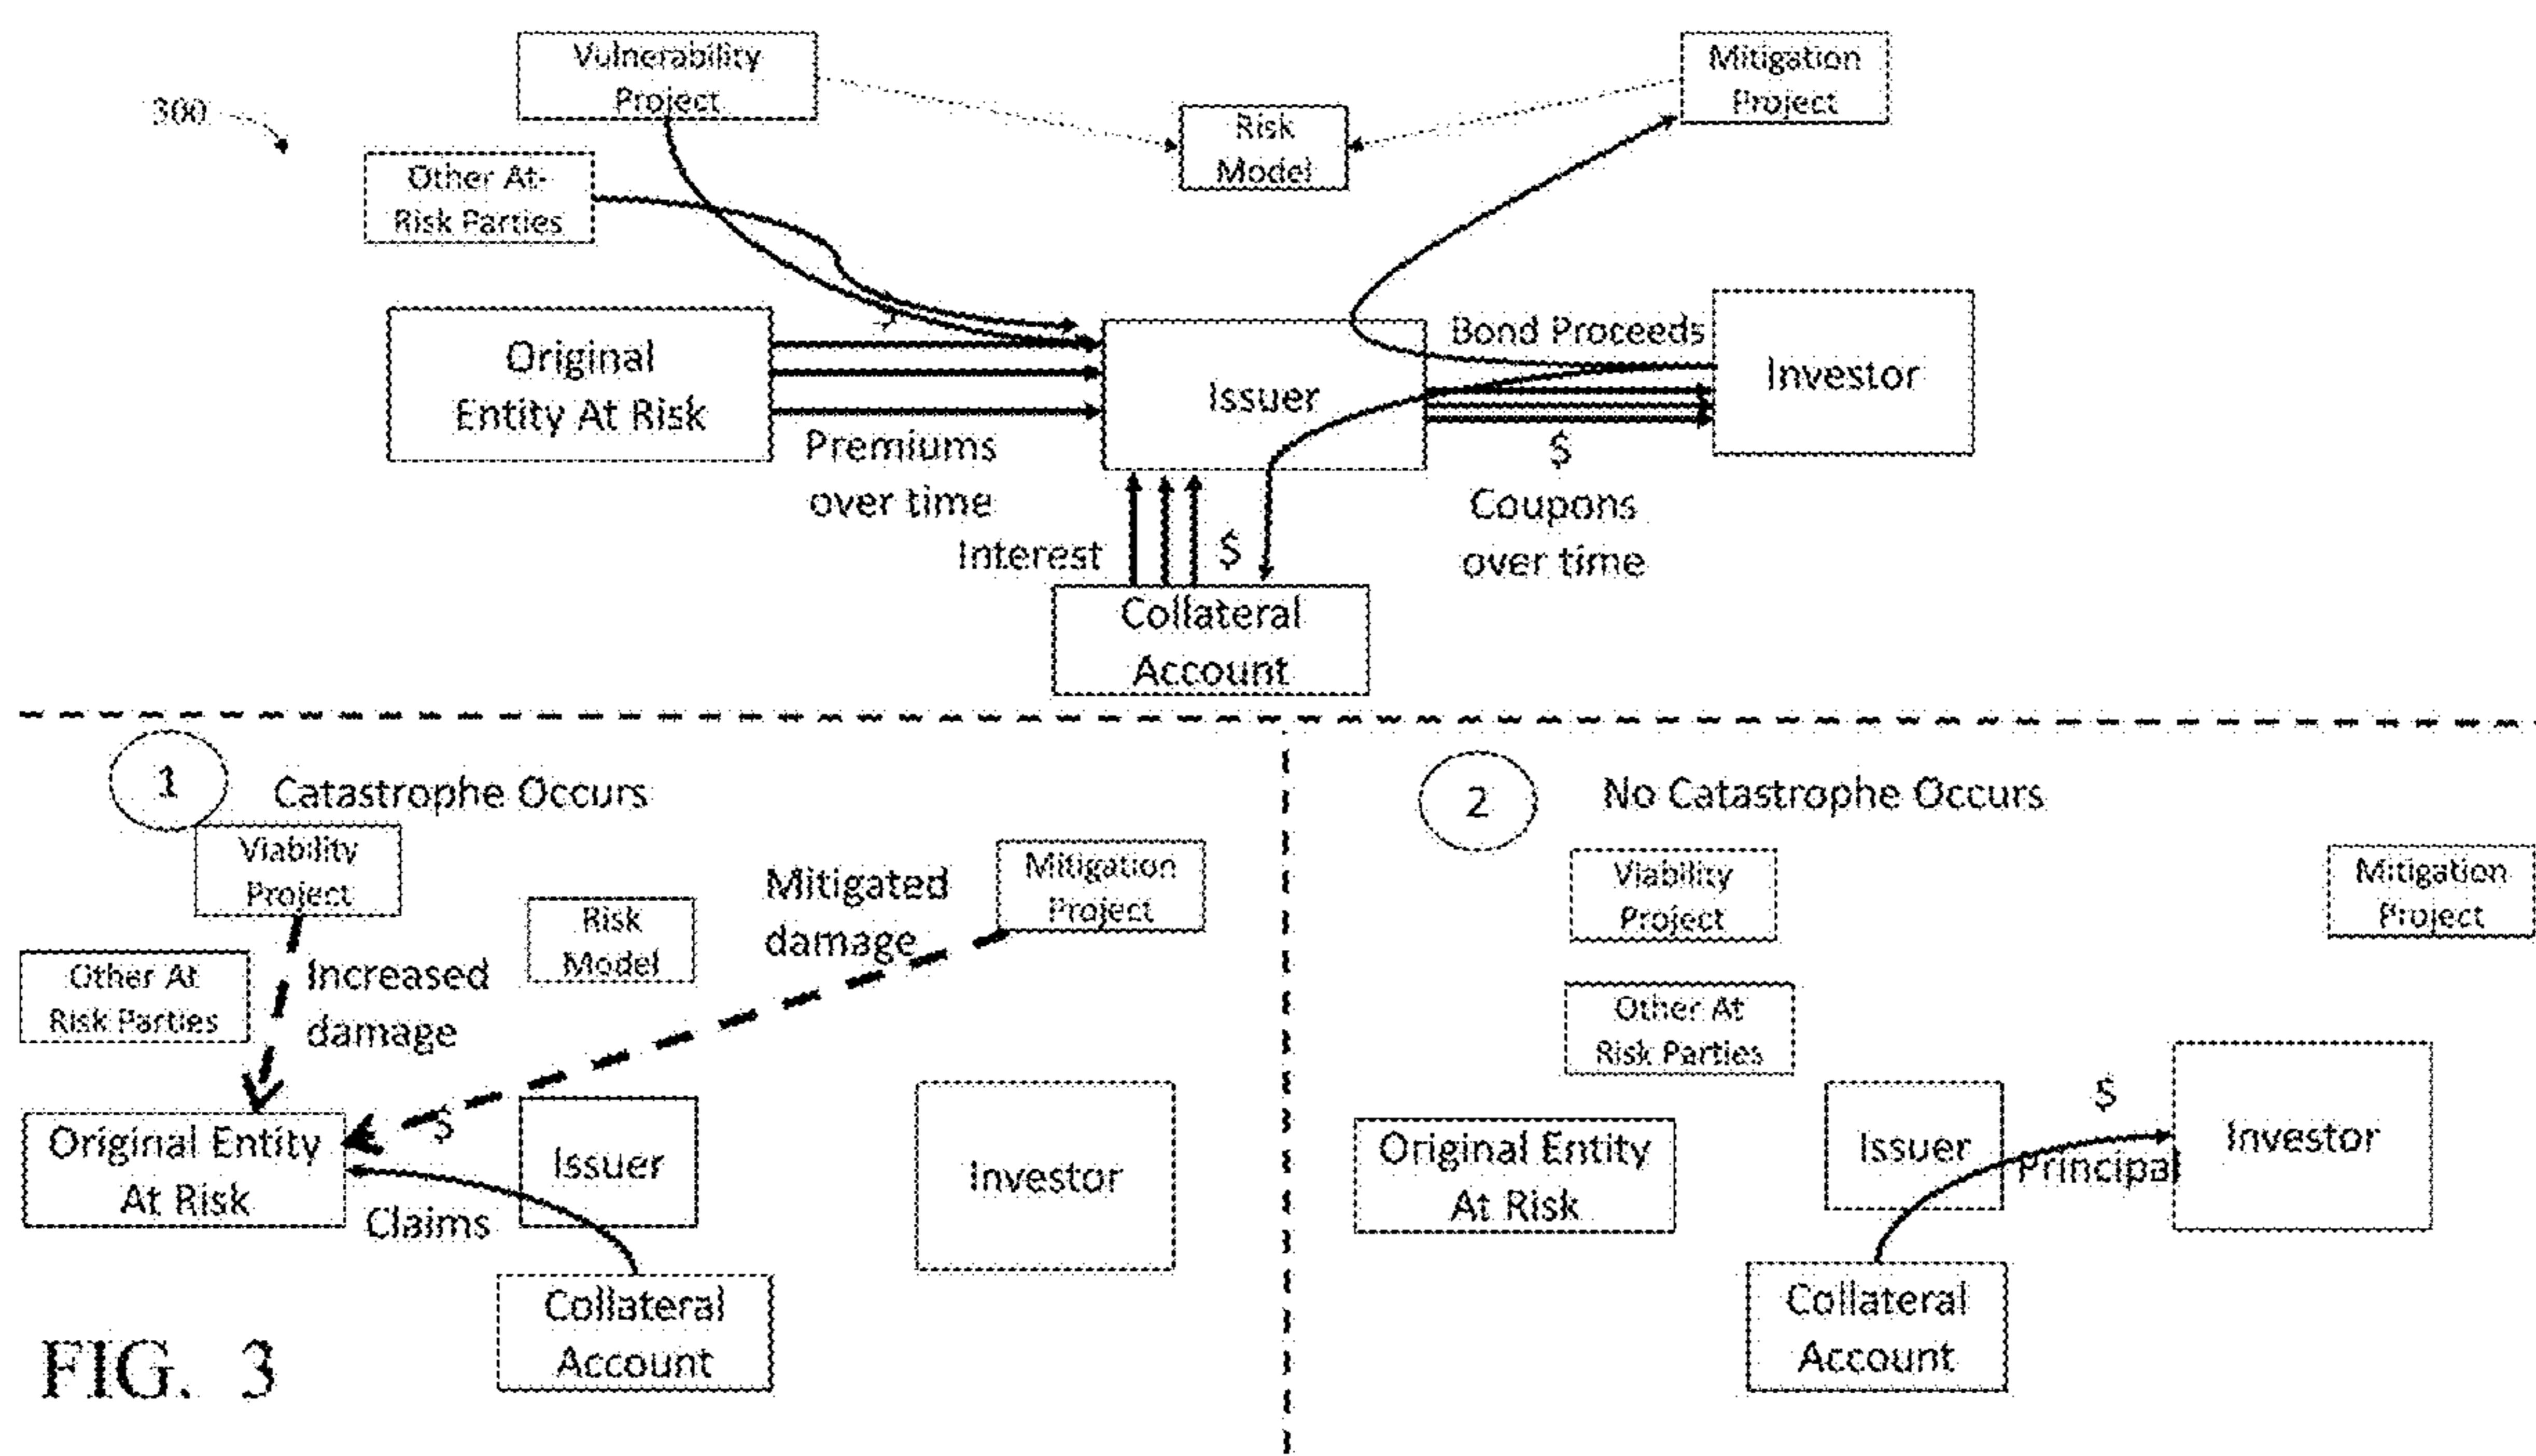 300
Vulnerability
Project
Mitigation
Project
Risk
Model
Other At-
Risk Parties
Original
Entity At Risk
Premiums
over time
Issuer
Bond Proceeds
Investor
$
Coupons
over time
Interest
$
Collateral
Account
1
Catastrophe Occurs
Viability
Project
Risk
Model
Mitigated
damage
Mitigation
Project
Other At
Risk Parties
Increased
damage
Original Entity
At Risk
$
Claims
Issuer
Investor
Collateral
Account
2
No Catastrophe Occurs
Viability
Project
Mitigation
Project
Other At
Risk Parties
Original Entity
At Risk
Issuer
$
Principal
Investor
Collateral
Account
FIG. 3